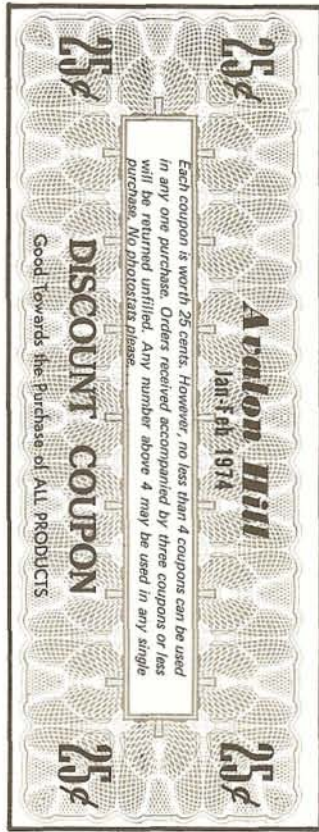 25¢ 25¢
Avalon Hill
Jan-Feb 1974
Each coupon is worth 25 cents. However, no less than 4 coupons can be used
in any one purchase. Orders received accompanied by three coupons or less
will be returned unfilled. Any number above 4 may be used in any single
purchase. No photostats please.
DISCOUNT COUPON
Good Towards the Purchase of ALL PRODUCTS
25¢ 25¢